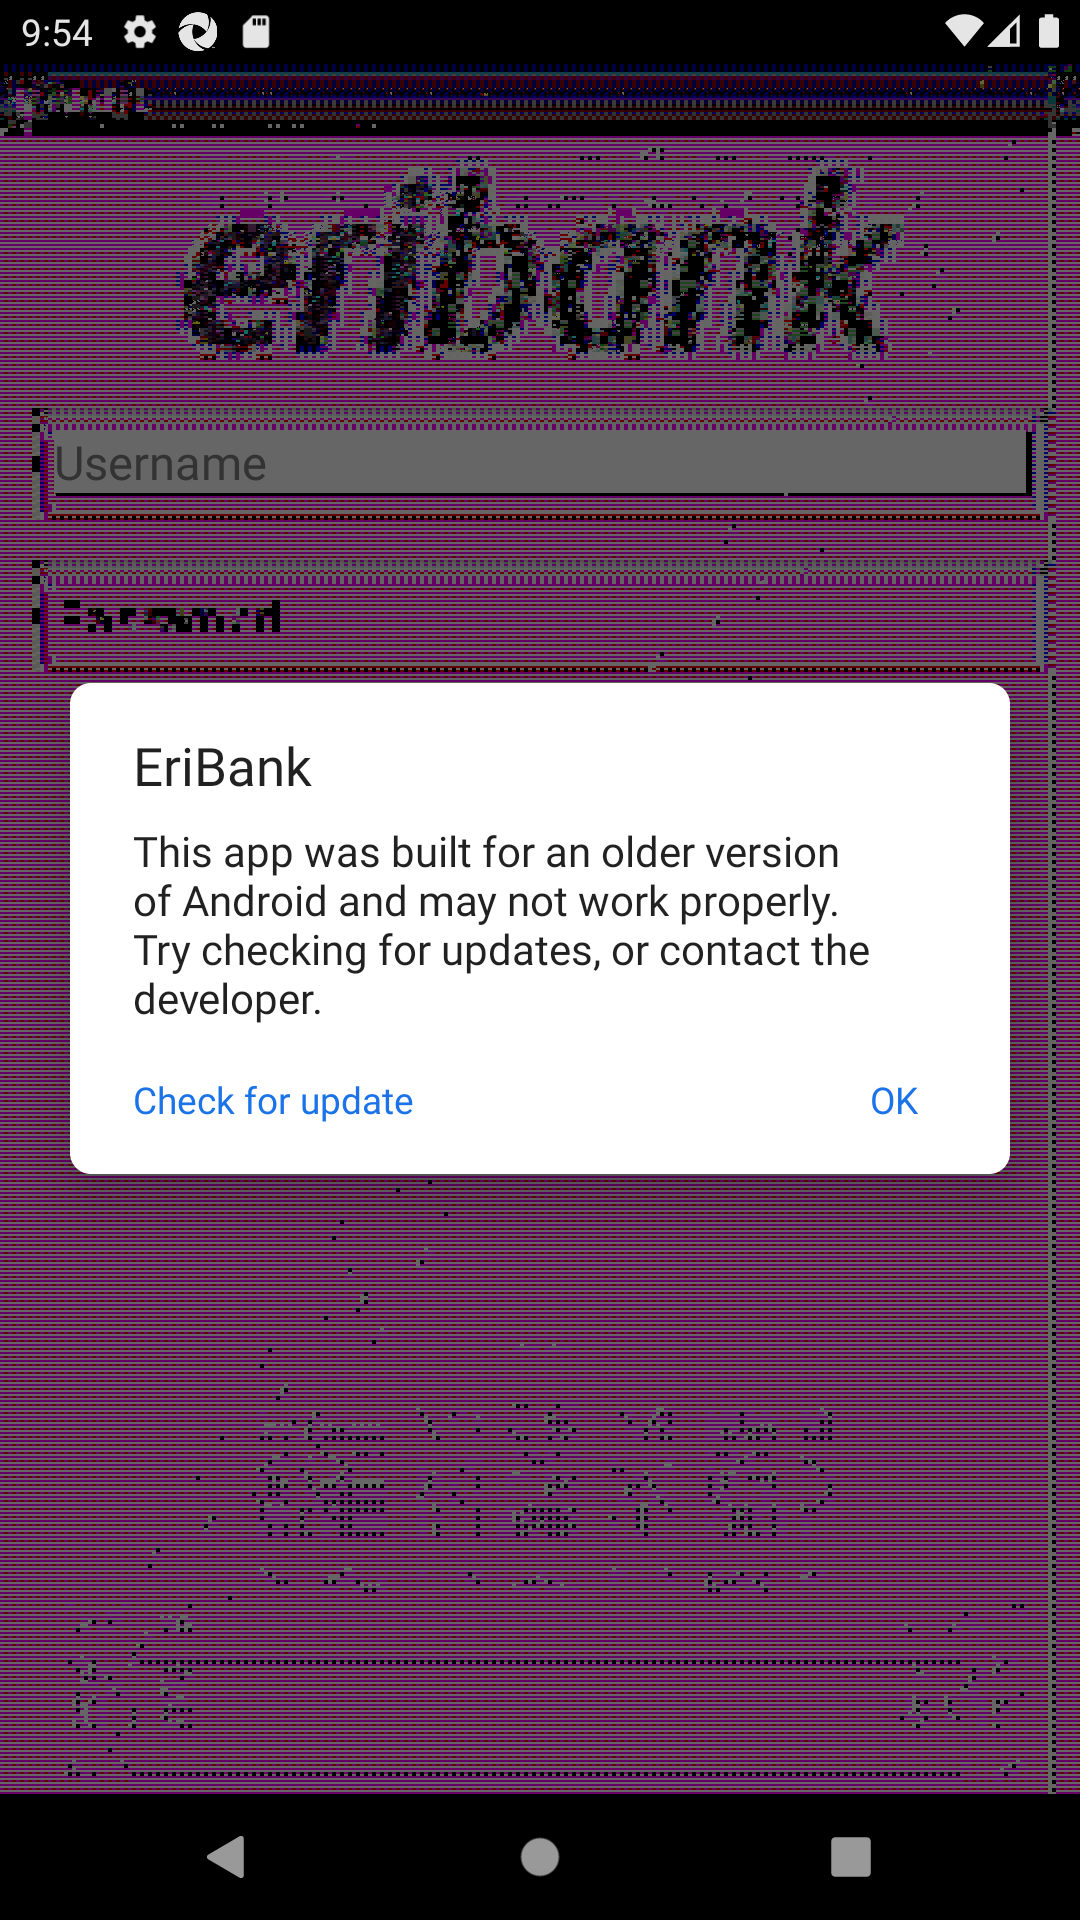 9:54
eribank
Username
Password
EriBank
This app was built for an older version
of Android and may not work properly.
Try checking for updates, or contact the
developer.
Check for update
OK